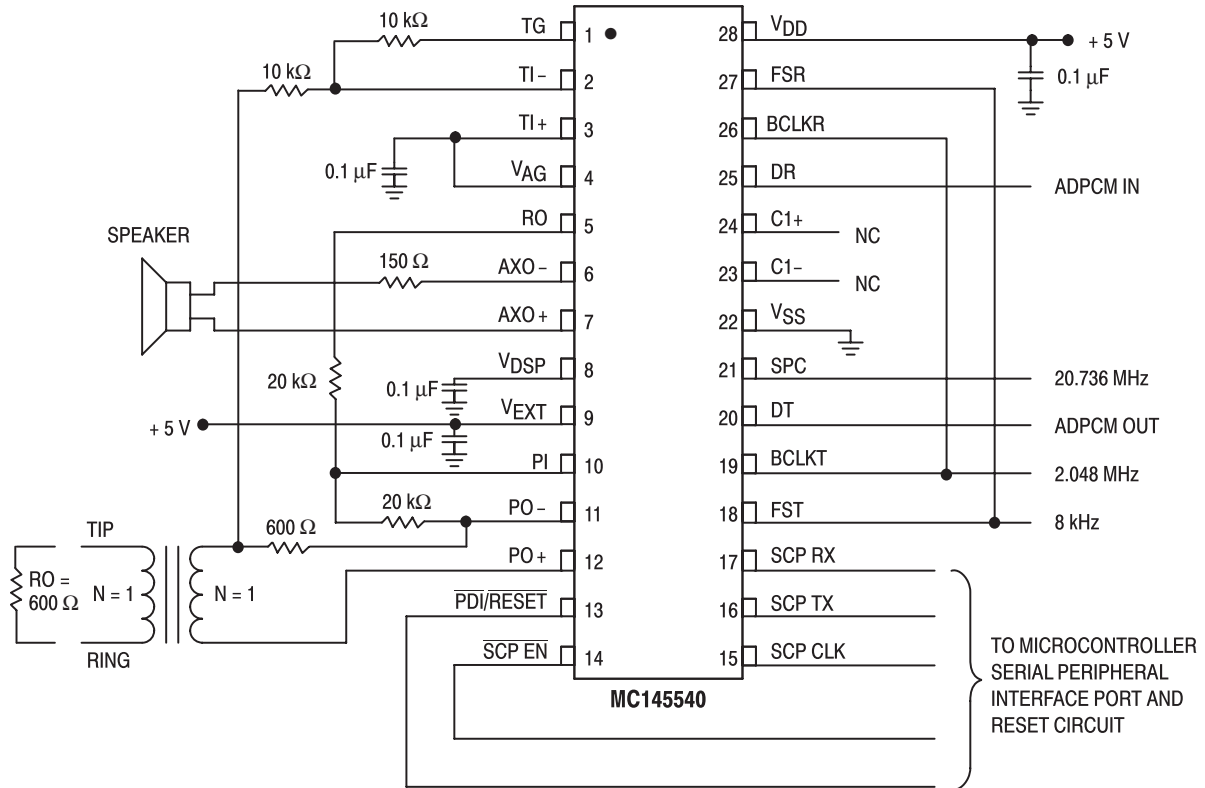 10 kΩ
TG
1
28
VDD
+ 5 V
10 kΩ
TI−
2
27
FSR
0.1 µF
TI+
3
26
BCLKR
0.1 µF
VAG
4
25
DR
ADPCM IN
RO
5
24
C1+
NC
SPEAKER
150 Ω
AXO−
6
23
C1−
NC
AXO+
7
22
VSS
20 kΩ
VDSP
8
21
SPC
20.736 MHz
0.1 µF
+ 5 V
VEXT
9
20
DT
ADPCM OUT
0.1 µF
PI
10
19
BCLKT
2.048 MHz
20 kΩ
PO−
11
18
FST
8 kHz
TIP
600 Ω
PO+
12
17
SCP RX
RO =
600 Ω
N = 1
N = 1
PDI/RESET
13
16
SCP TX
RING
SCP EN
14
15
SCP CLK
MC145540
TO MICROCONTROLLER
SERIAL PERIPHERAL
INTERFACE PORT AND
RESET CIRCUIT